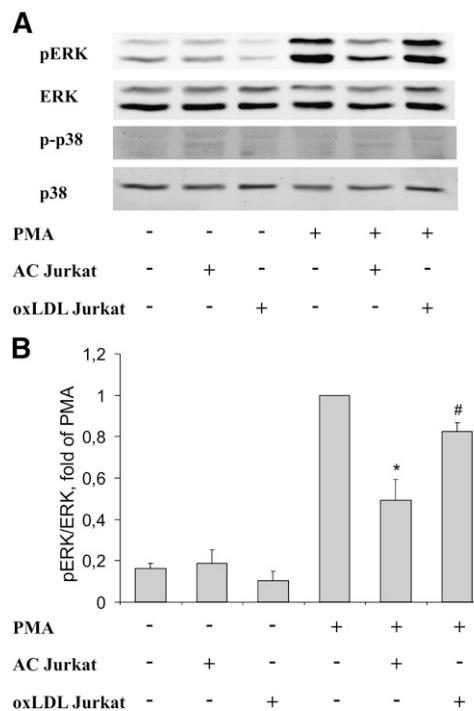 A
pERK
ERK
p-p38
p38
PMA - - - + + +
AC Jurkat - + - - + -
oxLDL Jurkat - - + - - +
B
pERK/ERK, fold of PMA
1,2
1
0,8
0,6
0,4
0,2
0
* #
PMA - - - + + +
AC Jurkat - + - - + -
oxLDL Jurkat - - + - - +